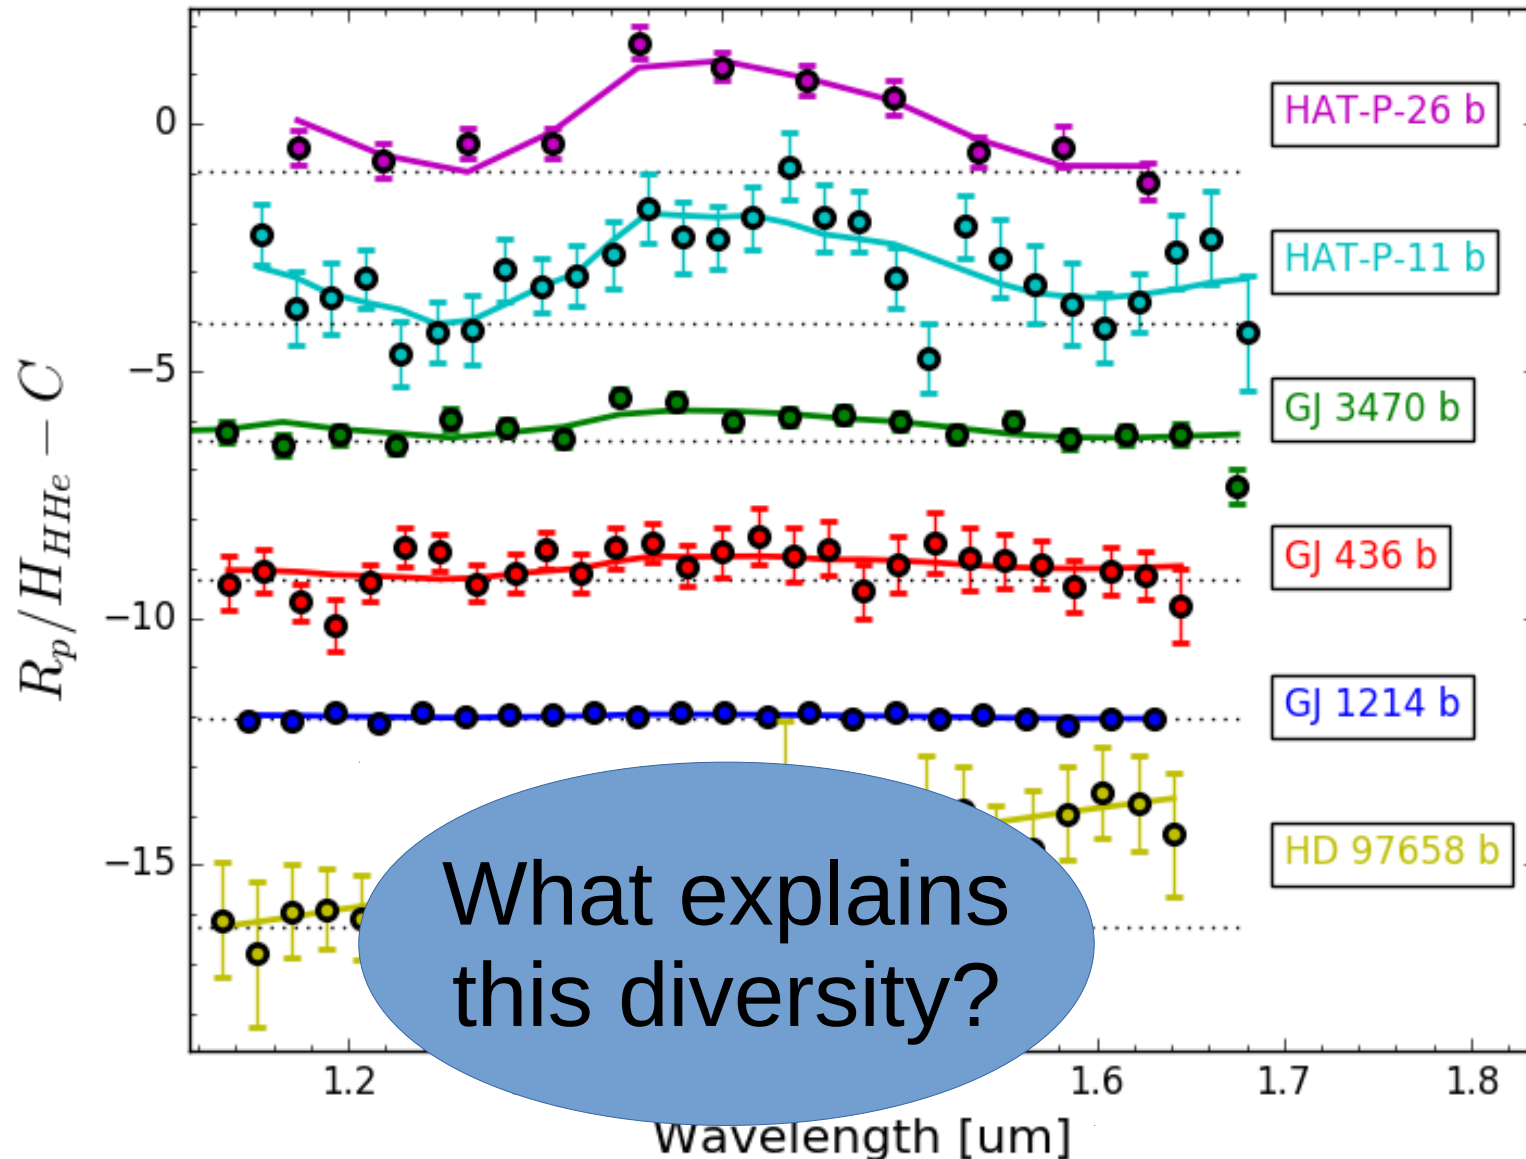 0
−5
−10
−15
R_p/H_HHe − C
HAT-P-26 b
HAT-P-11 b
GJ 3470 b
GJ 436 b
GJ 1214 b
HD 97658 b
What explains
this diversity?
1.2
1.6
1.7
1.8
Wavelength [um]